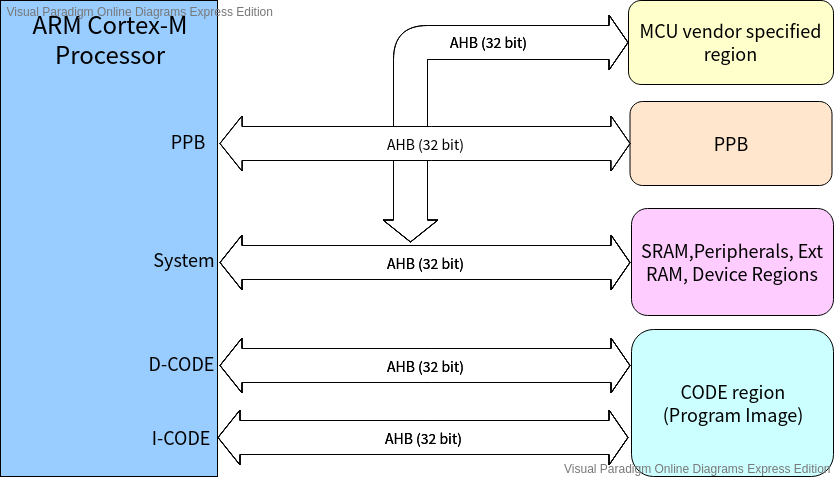 Visual Paradigm Online Diagrams Express Edition
ARM Cortex-M
Processor
AHB (32 bit)
MCU vendor specified
region
PPB
AHB (32 bit)
PPB
System
AHB (32 bit)
SRAM,Peripherals, Ext
RAM, Device Regions
D-CODE
AHB (32 bit)
CODE region
(Program Image)
I-CODE
AHB (32 bit)
Visual Paradigm Online Diagrams Express Edition